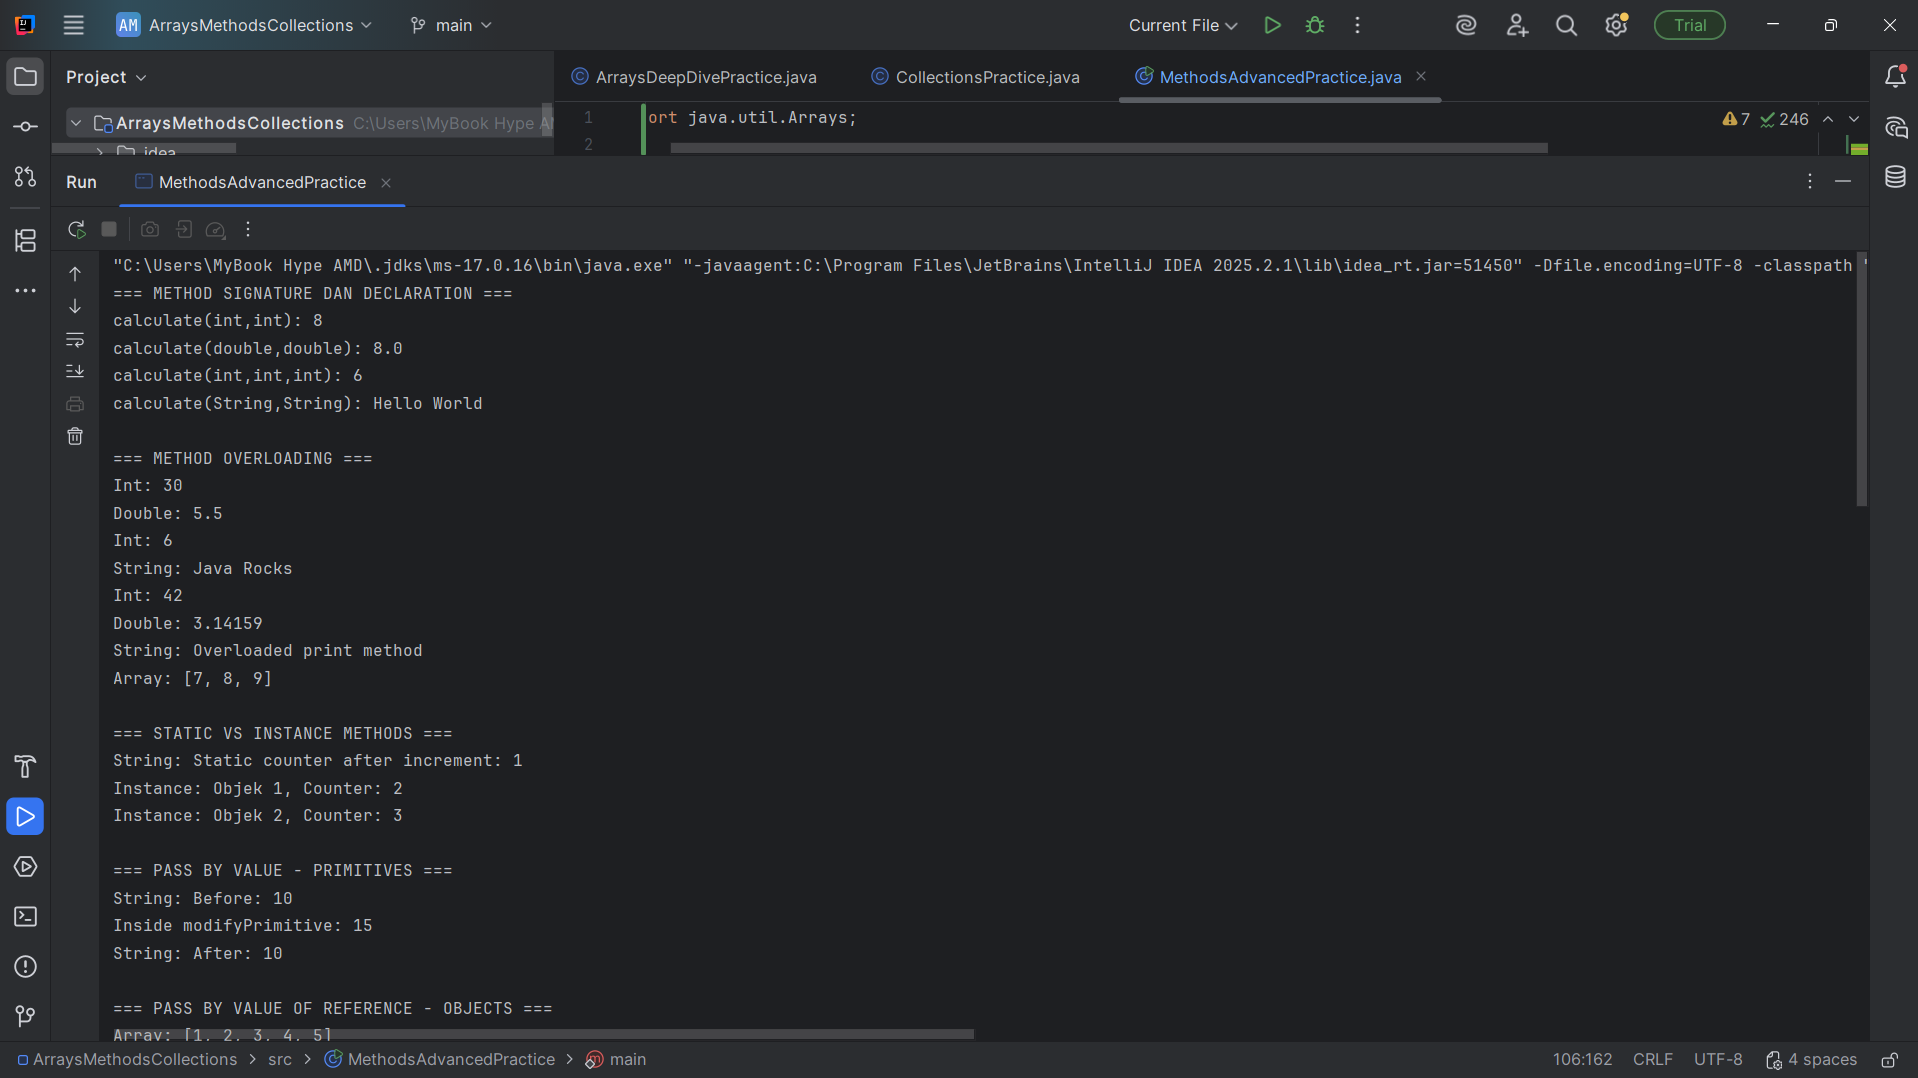 AM ArraysMethodsCollections main Current File Trial
Project
ArraysDeepDivePractice.java CollectionsPractice.java MethodsAdvancedPractice.java
ArraysMethodsCollections C:\Users\MyBook Hype
1 ort java.util.Arrays; 7 246
idea
2
Run MethodsAdvancedPractice
"C:\Users\MyBook Hype AMD\.jdks\ms-17.0.16\bin\java.exe" "-javaagent:C:\Program Files\JetBrains\IntelliJ IDEA 2025.2.1\lib\idea_rt.jar=51450" -Dfile.encoding=UTF-8 -classpath "
=== METHOD SIGNATURE DAN DECLARATION ===
calculate(int,int): 8
calculate(double,double): 8.0
calculate(int,int,int): 6
calculate(String,String): Hello World
=== METHOD OVERLOADING ===
Int: 30
Double: 5.5
Int: 6
String: Java Rocks
Int: 42
Double: 3.14159
String: Overloaded print method
Array: [7, 8, 9]
=== STATIC VS INSTANCE METHODS ===
String: Static counter after increment: 1
Instance: Objek 1, Counter: 2
Instance: Objek 2, Counter: 3
=== PASS BY VALUE - PRIMITIVES ===
String: Before: 10
Inside modifyPrimitive: 15
String: After: 10
=== PASS BY VALUE OF REFERENCE - OBJECTS ===
Array: [1, 2, 3, 4, 5]
ArraysMethodsCollections > src > MethodsAdvancedPractice > main 106:162 CRLF UTF-8 4 spaces